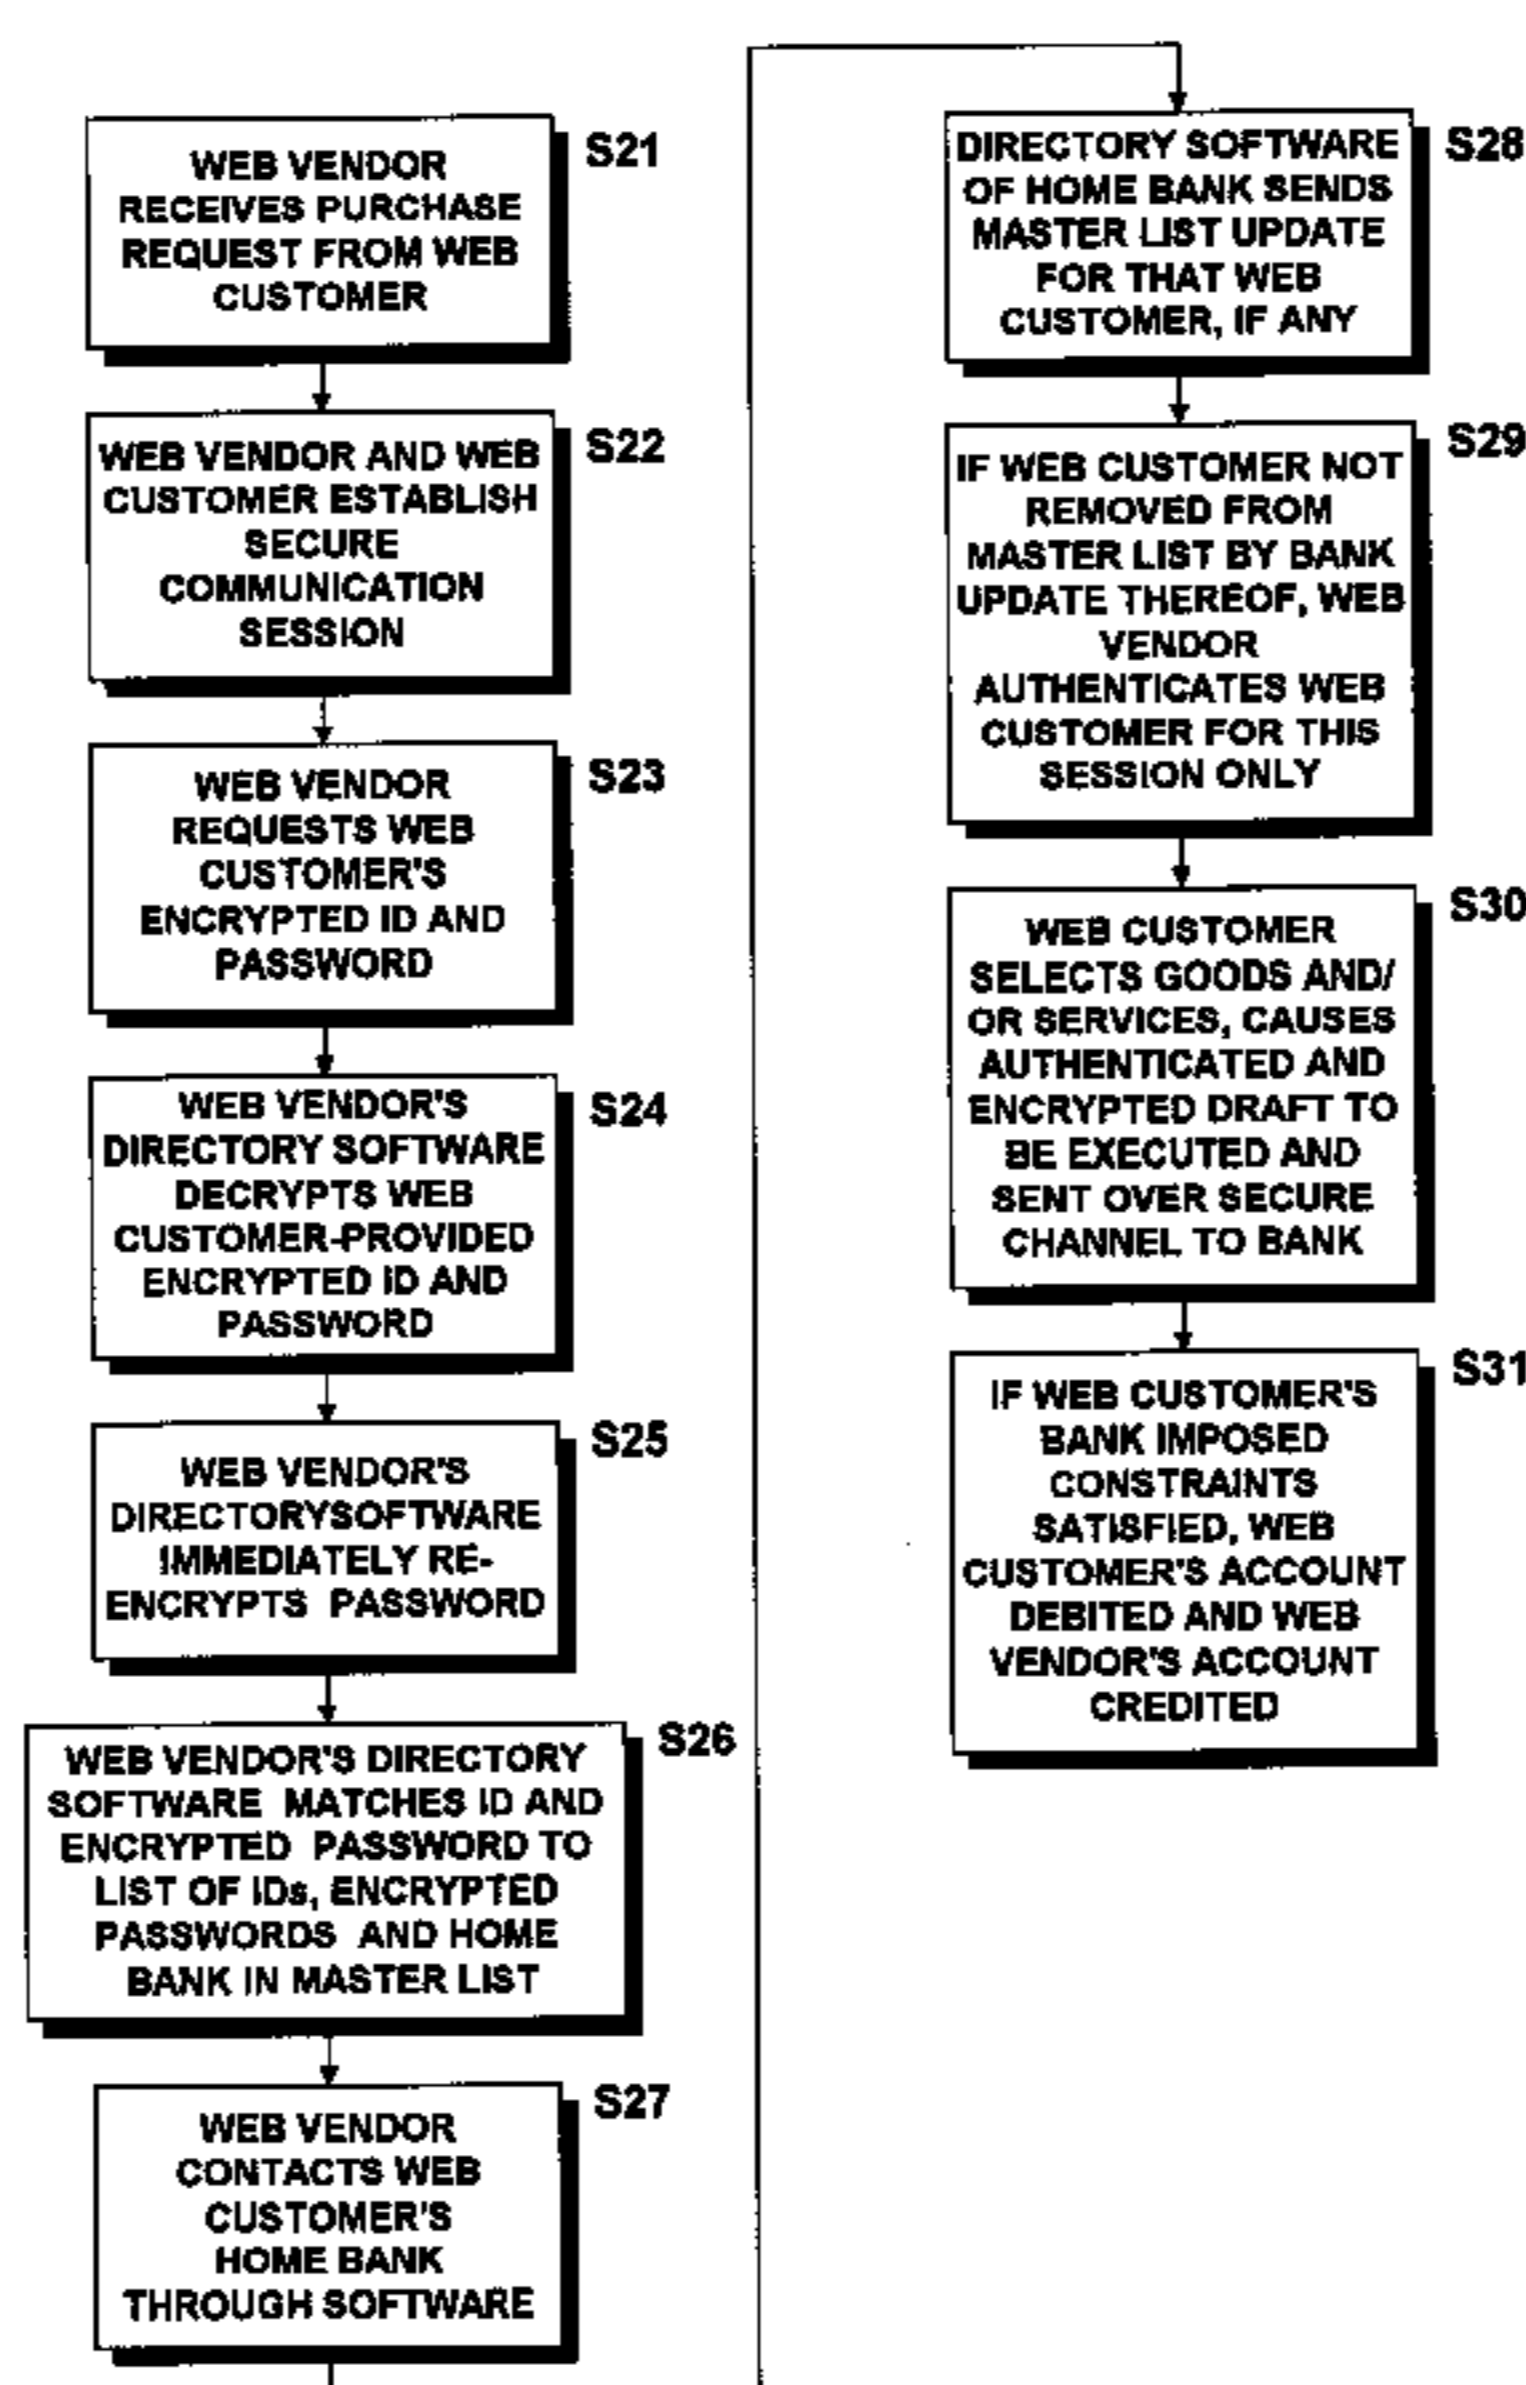 S21
WEB VENDOR
RECEIVES PURCHASE
REQUEST FROM WEB
CUSTOMER
S22
WEB VENDOR AND WEB
CUSTOMER ESTABLISH
SECURE
COMMUNICATION
SESSION
S23
WEB VENDOR
REQUESTS WEB
CUSTOMER'S
ENCRYPTED ID AND
PASSWORD
S24
WEB VENDOR'S
DIRECTORY SOFTWARE
DECRYPTS WEB
CUSTOMER-PROVIDED
ENCRYPTED ID AND
PASSWORD
S25
WEB VENDOR'S
DIRECTORYSOFTWARE
IMMEDIATELY RE-
ENCRYPTS PASSWORD
S26
WEB VENDOR'S DIRECTORY
SOFTWARE MATCHES ID AND
ENCRYPTED PASSWORD TO
LIST OF IDs, ENCRYPTED
PASSWORDS AND HOME
BANK IN MASTER LIST
S27
WEB VENDOR
CONTACTS WEB
CUSTOMER'S
HOME BANK
THROUGH SOFTWARE
S28
DIRECTORY SOFTWARE
OF HOME BANK SENDS
MASTER LIST UPDATE
FOR THAT WEB
CUSTOMER, IF ANY
S29
IF WEB CUSTOMER NOT
REMOVED FROM
MASTER LIST BY BANK
UPDATE THEREOF, WEB
VENDOR
AUTHENTICATES WEB
CUSTOMER FOR THIS
SESSION ONLY
S30
WEB CUSTOMER
SELECTS GOODS AND/
OR SERVICES, CAUSES
AUTHENTICATED AND
ENCRYPTED DRAFT TO
BE EXECUTED AND
SENT OVER SECURE
CHANNEL TO BANK
S31
IF WEB CUSTOMER'S
BANK IMPOSED
CONSTRAINTS
SATISFIED, WEB
CUSTOMER'S ACCOUNT
DEBITED AND WEB
VENDOR'S ACCOUNT
CREDITED